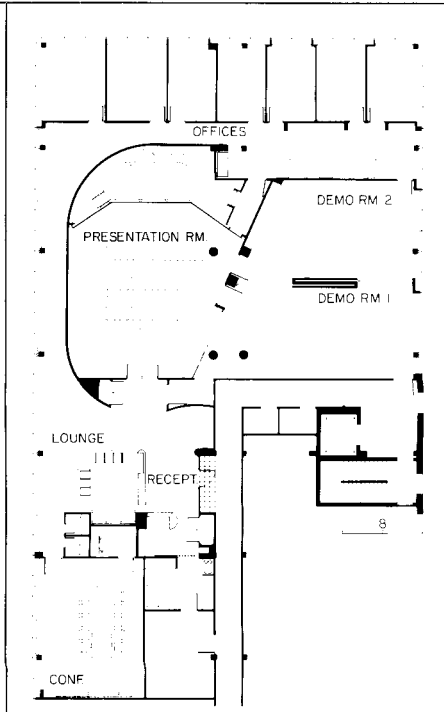 OFFICES
DEMO RM 2
PRESENTATION RM.
DEMO RM 1
LOUNGE
RECEPT
8
CONF.